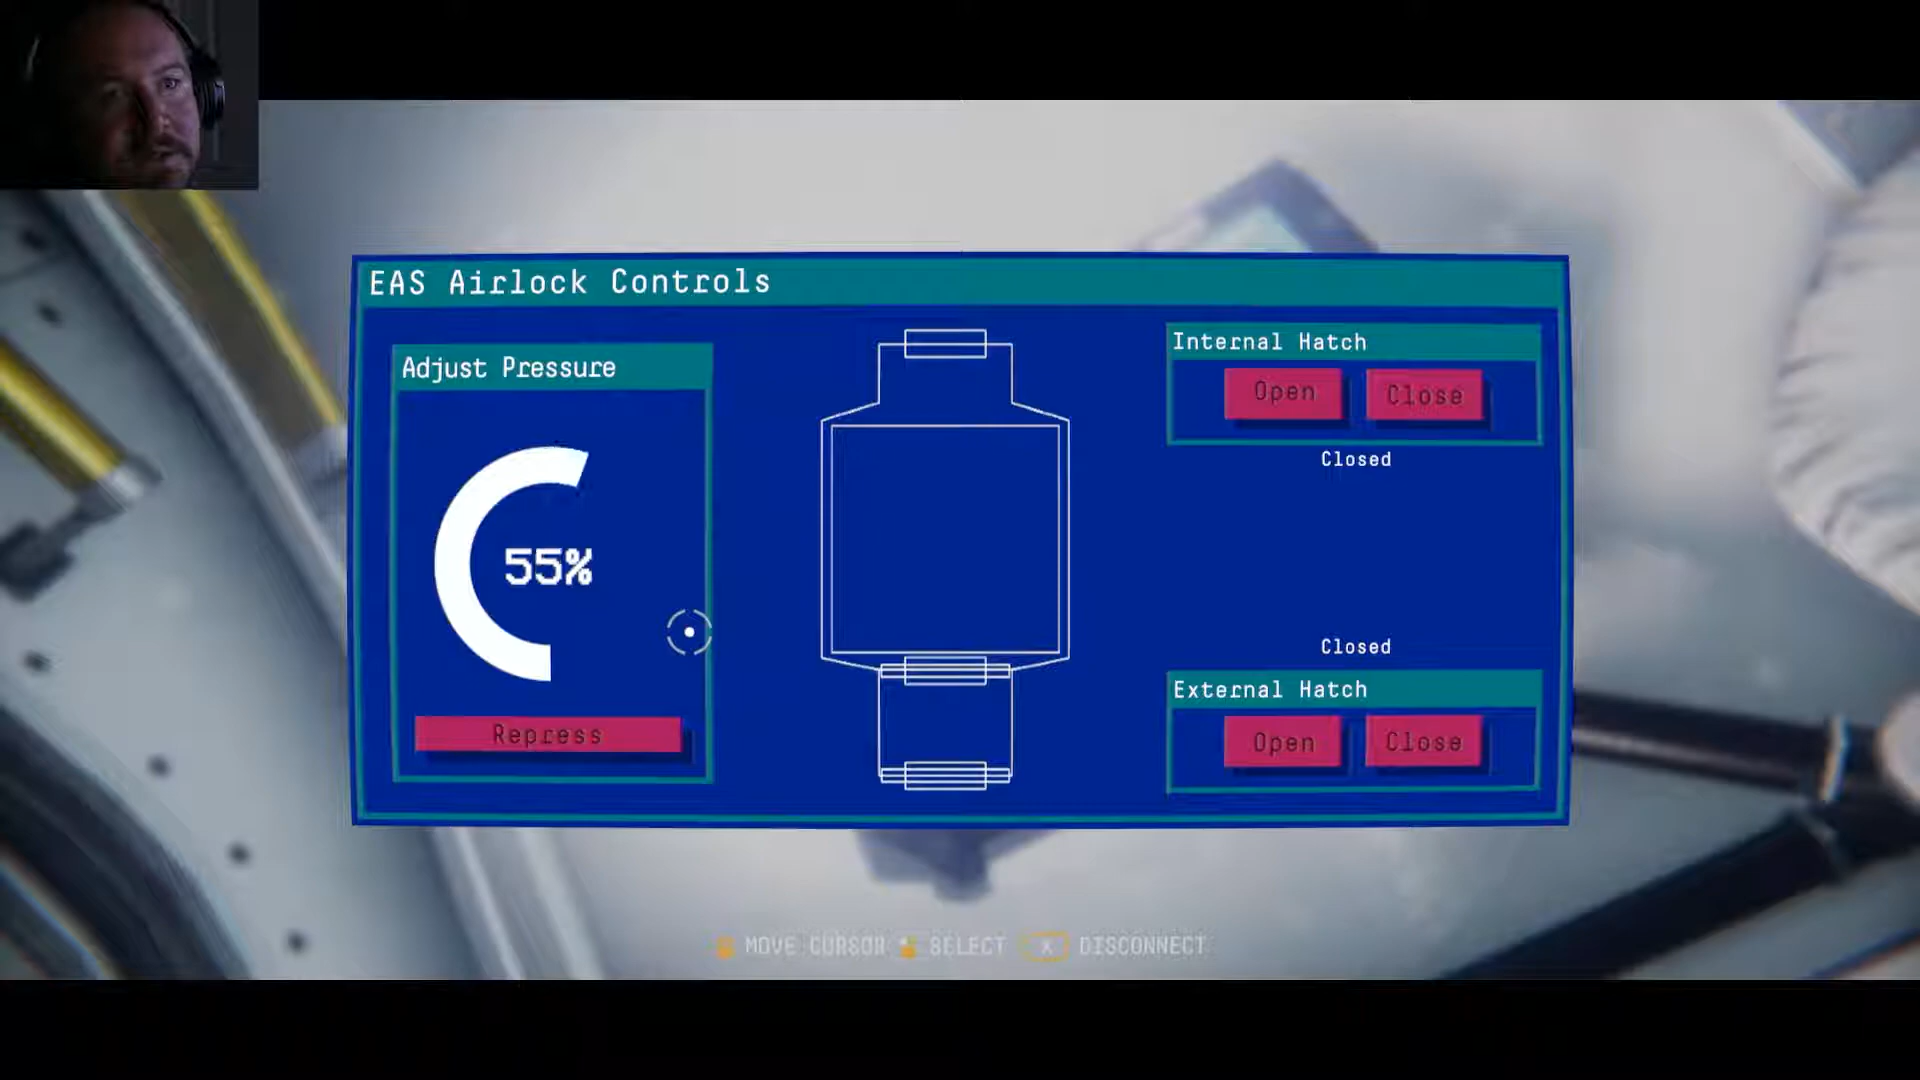 EAS Airlock Controls
Adjust Pressure
55%
Repress
Internal Hatch
Open Close
Closed
Closed
External Hatch
Open Close
MOVE CURSOR SELECT X DISCONNECT